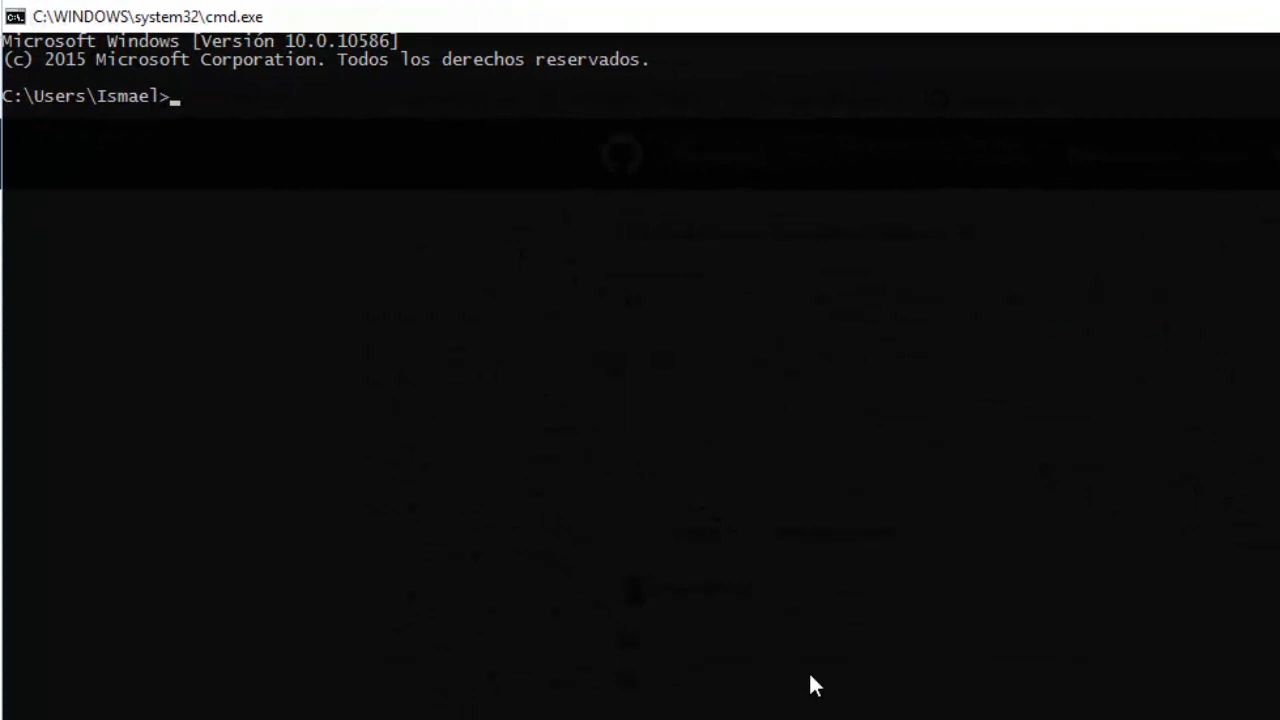 C:\WINDOWS\system32\cmd.exe
Microsoft Windows [Versión 10.0.10586]
(c) 2015 Microsoft Corporation. Todos los derechos reservados.
C:\Users\Ismael>